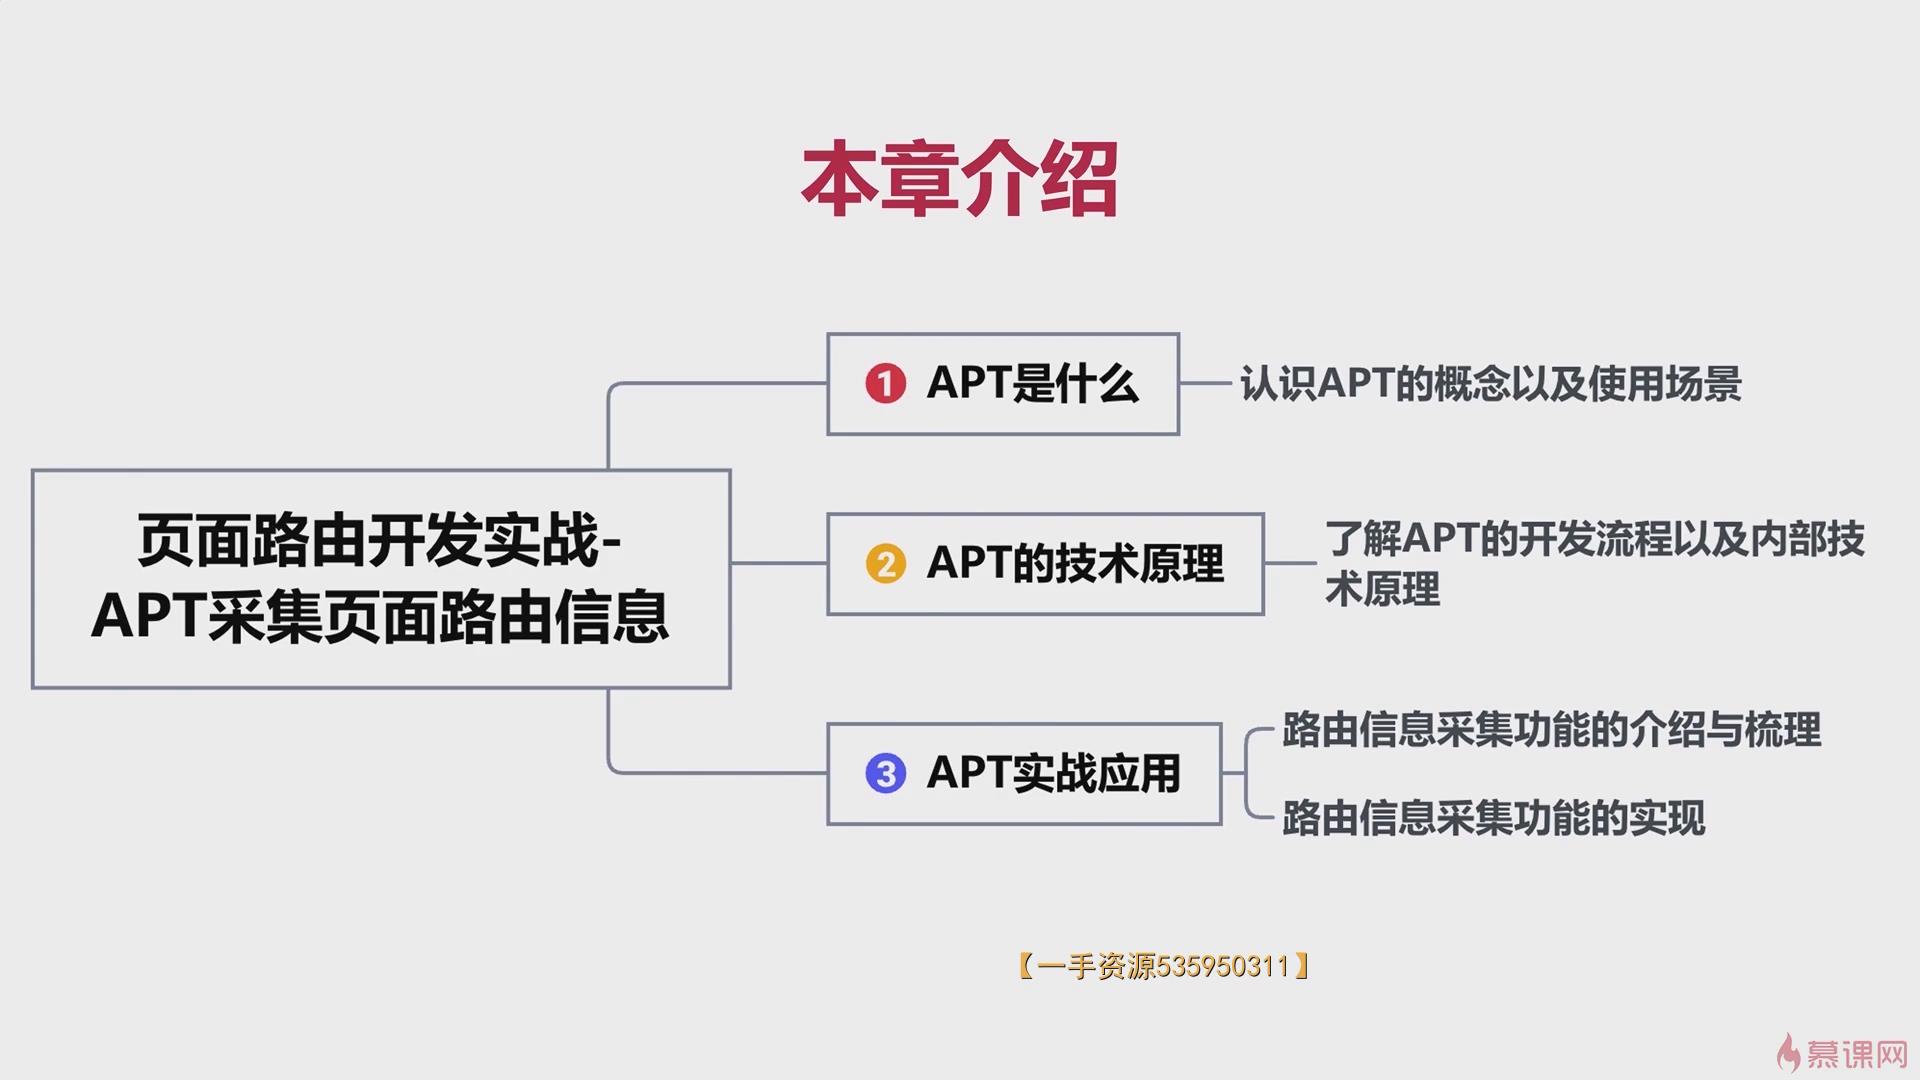 本章介绍
页面路由开发实战-
APT采集页面路由信息
1 APT是什么
认识APT的概念以及使用场景
2 APT的技术原理
了解APT的开发流程以及内部技
术原理
3 APT实战应用
路由信息采集功能的介绍与梳理
路由信息采集功能的实现
【一手资源535950311】
慕课网